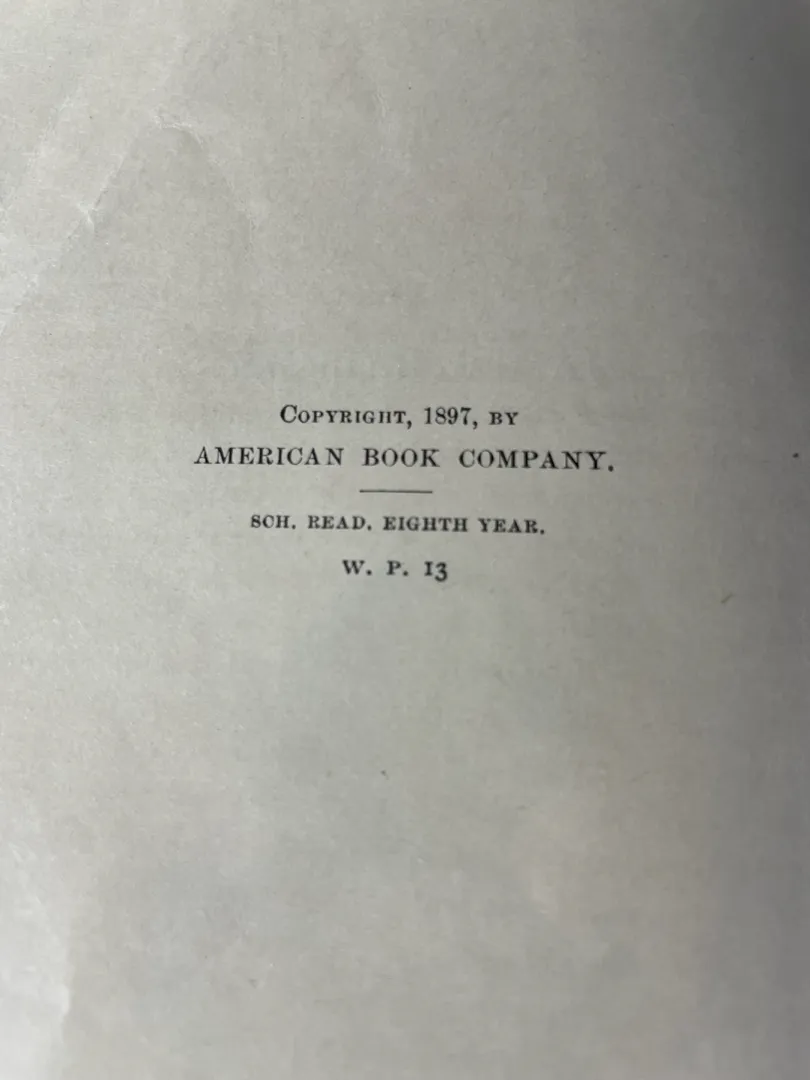 COPYRIGHT, 1897, BY
AMERICAN BOOK COMPANY.
SCH. READ. EIGHTH YEAR.
W. P. 13